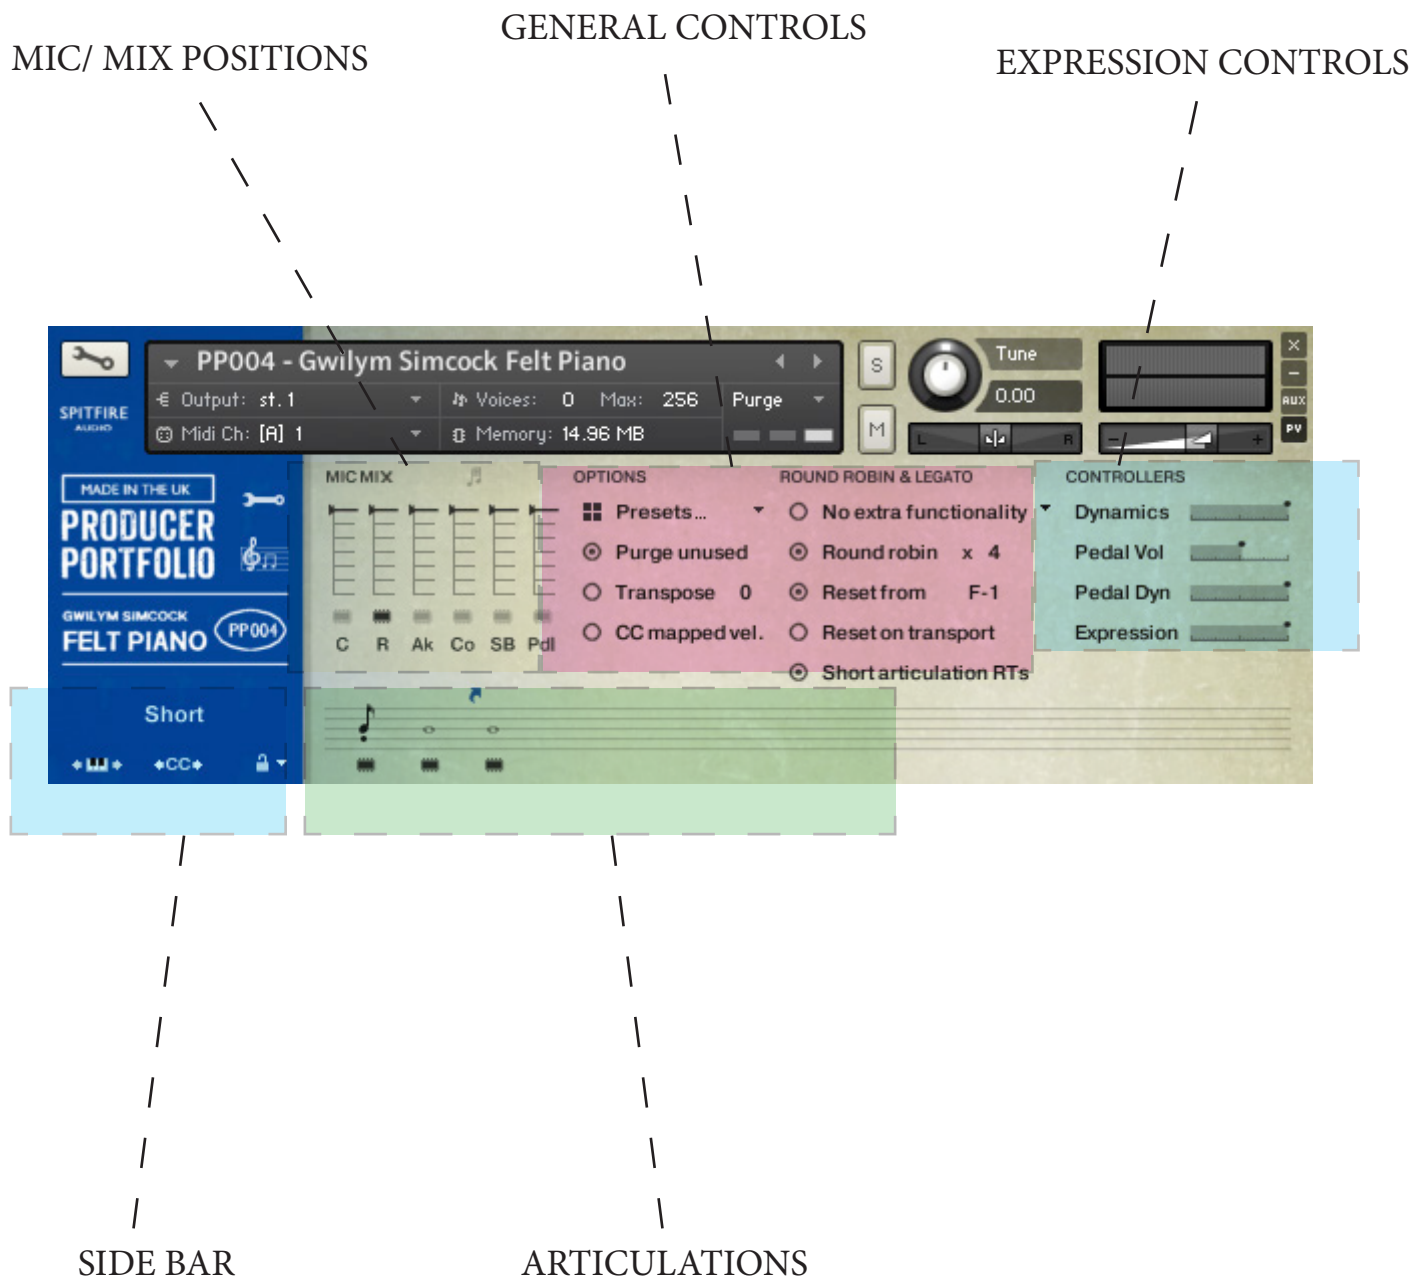 GENERAL CONTROLS
MIC/ MIX POSITIONS
EXPRESSION CONTROLS
PP004 - Gwilym Simcock Felt Piano
Output: st. 1
Voices: 0 Max: 256
Purge
Midi Ch: [A] 1
Memory: 14.96 MB
S
M
Tune
0.00
L
R
-
+
X
-
AUX
PV
SPITFIRE
AUDIO
MADE IN THE UK
PRODUCER
PORTFOLIO
GWILYM SIMCOCK
FELT PIANO
PP004
MIC MIX
C R Ak Co SB Pdl
OPTIONS
Presets...
Purge unused
Transpose 0
CC mapped vel.
ROUND ROBIN & LEGATO
No extra functionality
Round robin x 4
Reset from F-1
Reset on transport
Short articulation RTs
CONTROLLERS
Dynamics
Pedal Vol
Pedal Dyn
Expression
Short
CC
SIDE BAR
ARTICULATIONS